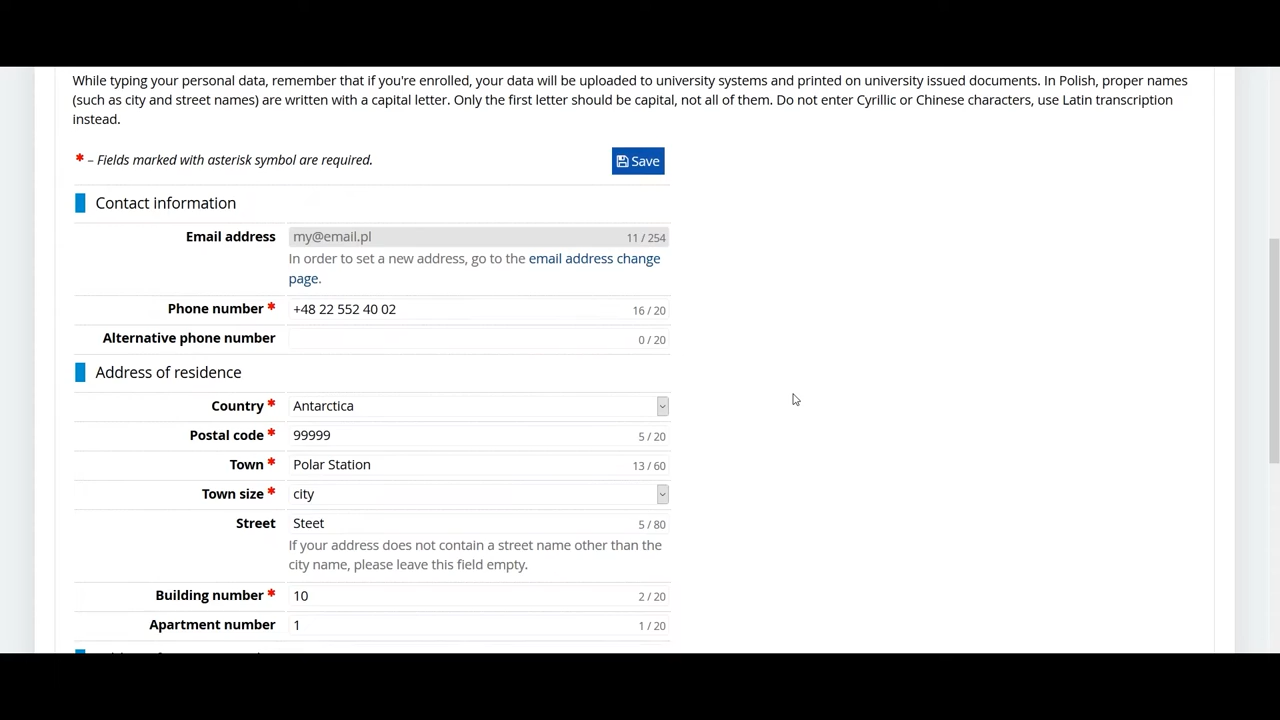 While typing your personal data, remember that if you're enrolled, your data will be uploaded to university systems and printed on university issued documents. In Polish, proper names
(such as city and street names) are written with a capital letter. Only the first letter should be capital, not all of them. Do not enter Cyrillic or Chinese characters, use Latin transcription
instead.
* – Fields marked with asterisk symbol are required.
Save
Contact information
Email address my@email.pl 11 / 254
In order to set a new address, go to the email address change
page.
Phone number * +48 22 552 40 02 16 / 20
Alternative phone number 0 / 20
Address of residence
Country * Antarctica
Postal code * 99999 5 / 20
Town * Polar Station 13 / 60
Town size * city
Street Steet 5 / 80
If your address does not contain a street name other than the
city name, please leave this field empty.
Building number * 10 2 / 20
Apartment number 1 1 / 20